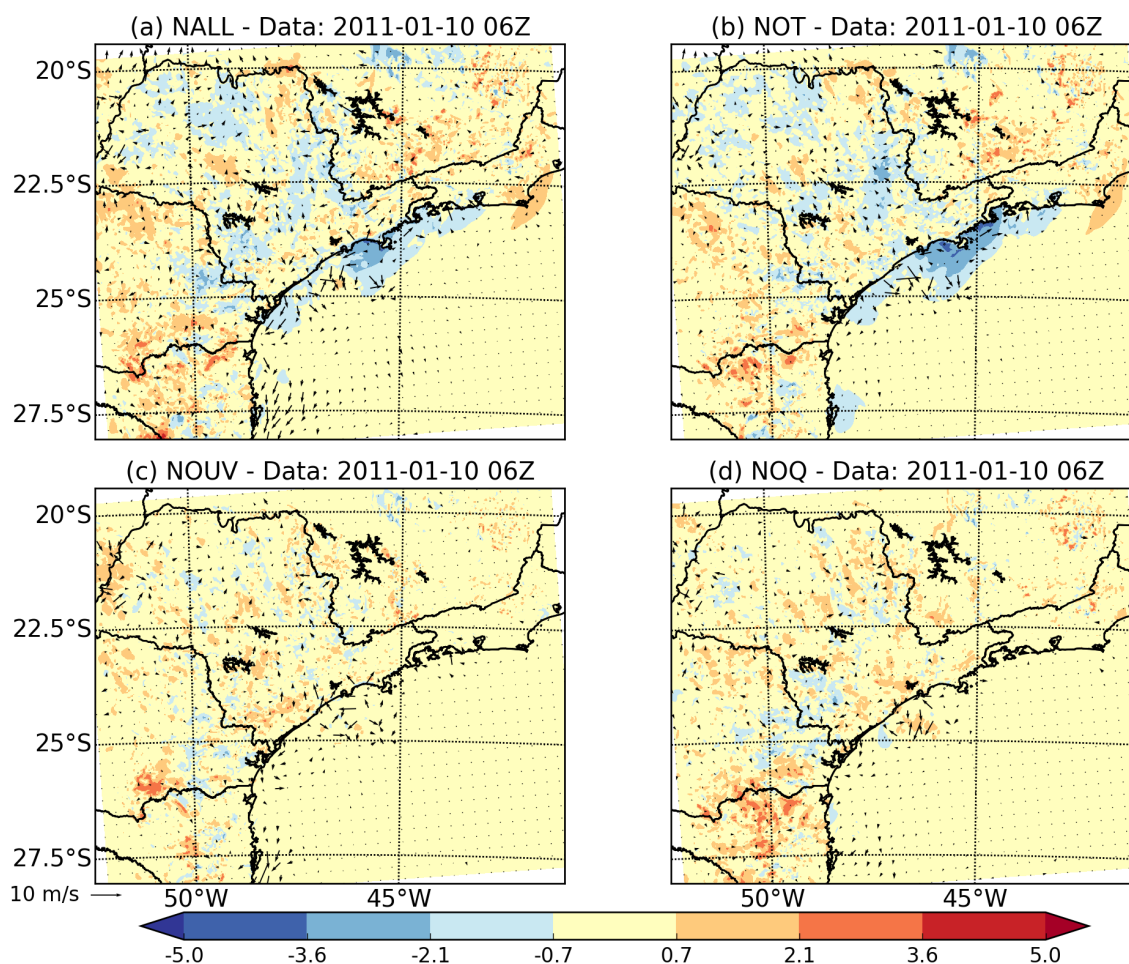 (a) NALL - Data: 2011-01-10 06Z
(b) NOT - Data: 2011-01-10 06Z
20°S
22.5°S
25°S
27.5°S
(c) NOUV - Data: 2011-01-10 06Z
(d) NOQ - Data: 2011-01-10 06Z
20°S
22.5°S
25°S
27.5°S
10 m/s
50°W 45°W 50°W 45°W
-5.0 -3.6 -2.1 -0.7 0.7 2.1 3.6 5.0